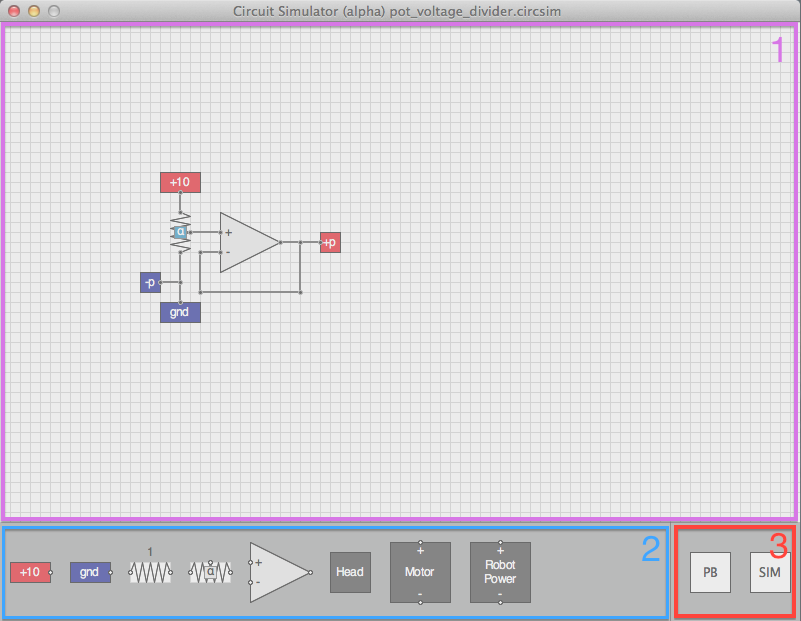 Circuit Simulator (alpha) pot_voltage_divider.circsim
1
+10
α
+
-
+p
-p
gnd
2
3
+10
gnd
1
α
+
-
Head
+
Motor
-
+
Robot
Power
-
PB
SIM